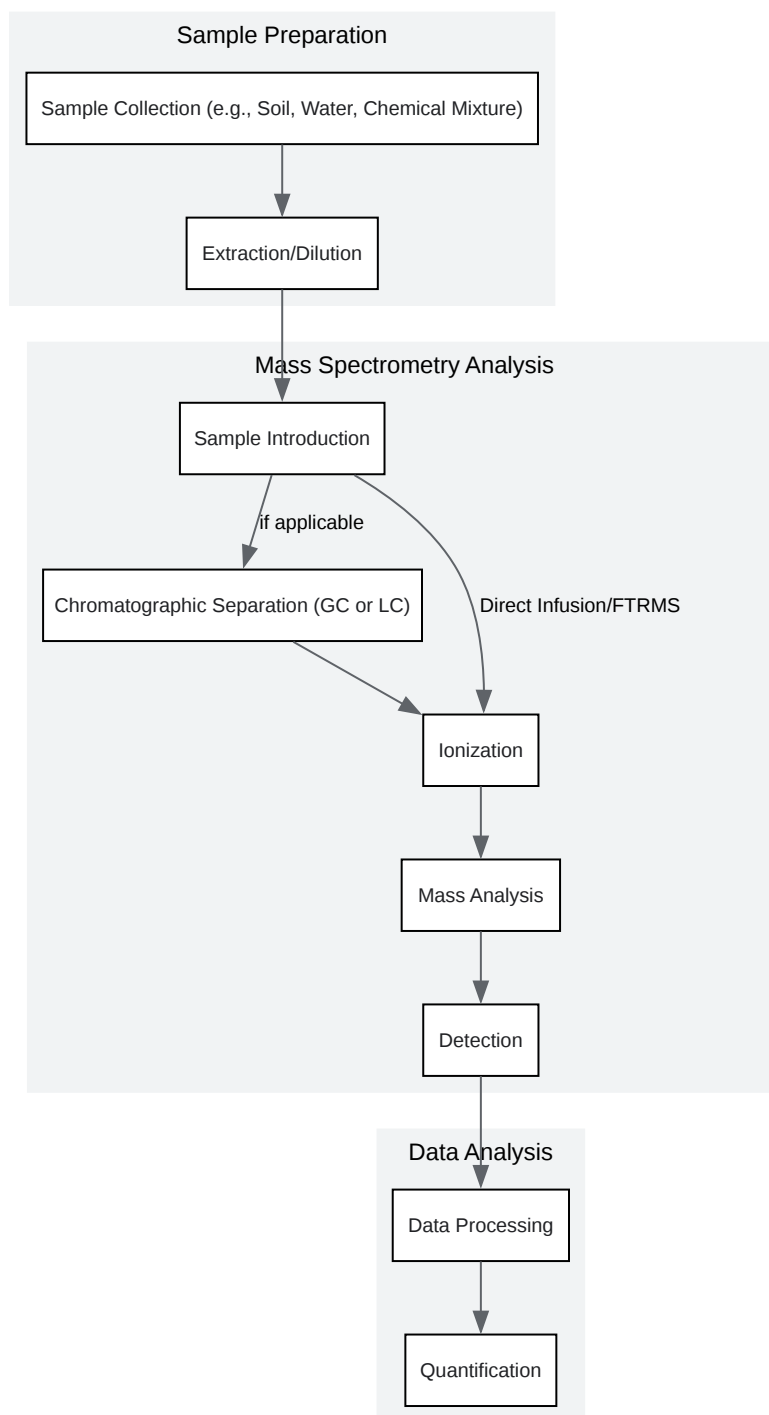 Sample Preparation
Sample Collection (e.g., Soil, Water, Chemical Mixture)
Extraction/Dilution
Mass Spectrometry Analysis
Sample Introduction
if applicable
Chromatographic Separation (GC or LC)
Direct Infusion/FTRMS
Ionization
Mass Analysis
Detection
Data Analysis
Data Processing
Quantification